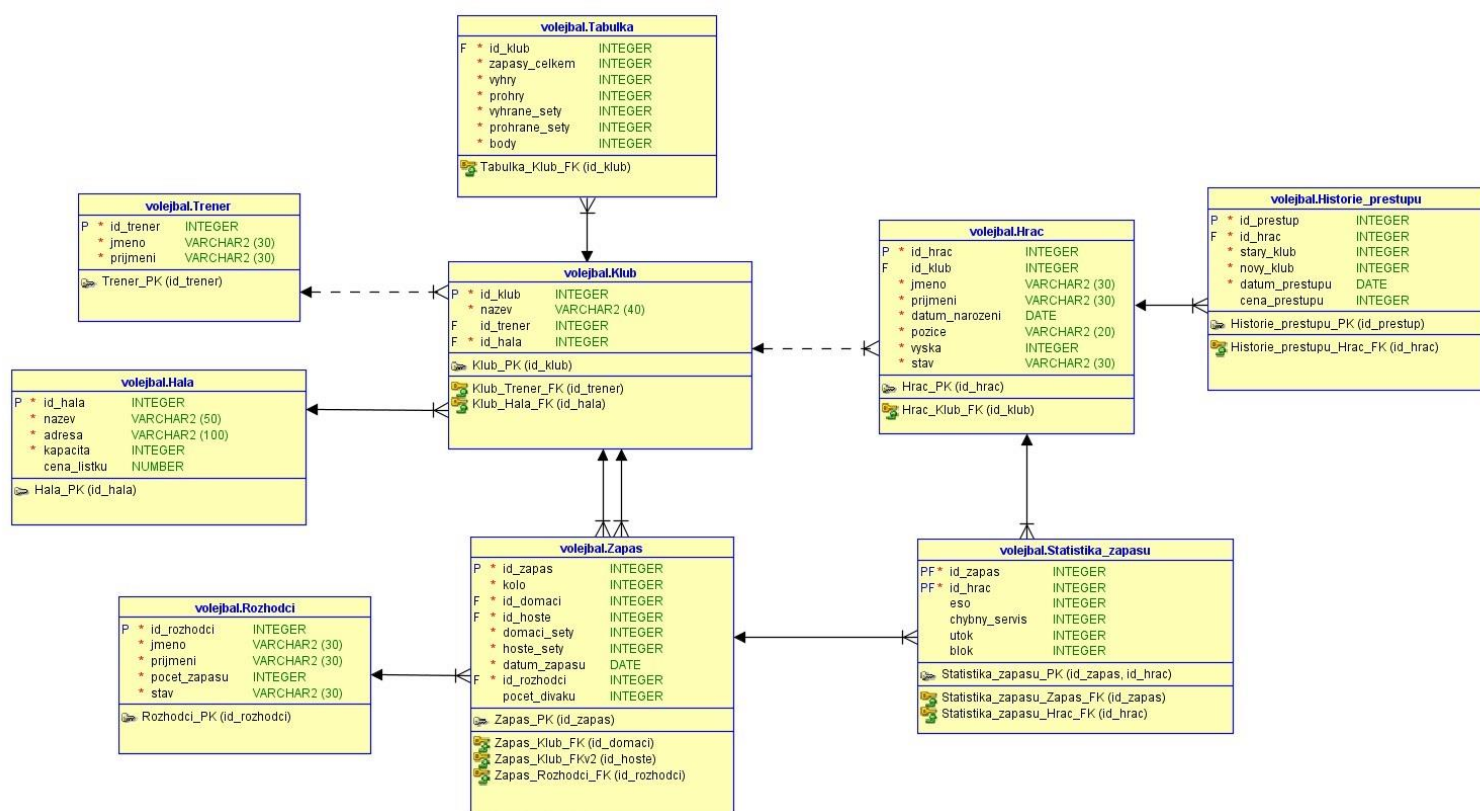 volejbal.Tabulka
F * id_klub INTEGER
* zapasy_celkem INTEGER
* vyhry INTEGER
* prohry INTEGER
* vyhrane_sety INTEGER
* prohrane_sety INTEGER
* body INTEGER
Tabulka_Klub_FK (id_klub)
volejbal.Trener
P * id_trener INTEGER
* jmeno VARCHAR2 (30)
* prijmeni VARCHAR2 (30)
Trener_PK (id_trener)
volejbal.Klub
P * id_klub INTEGER
* nazev VARCHAR2 (40)
F id_trener INTEGER
F * id_hala INTEGER
Klub_PK (id_klub)
Klub_Trener_FK (id_trener)
Klub_Hala_FK (id_hala)
volejbal.Hrac
P * id_hrac INTEGER
F id_klub INTEGER
* jmeno VARCHAR2 (30)
* prijmeni VARCHAR2 (30)
* datum_narozeni DATE
* pozice VARCHAR2 (20)
* vyska INTEGER
* stav VARCHAR2 (30)
Hrac_PK (id_hrac)
Hrac_Klub_FK (id_klub)
volejbal.Historie_prestupu
P * id_prestup INTEGER
F * id_hrac INTEGER
* stary_klub INTEGER
* novy_klub INTEGER
* datum_prestupu DATE
cena_prestupu INTEGER
Historie_prestupu_PK (id_prestup)
Historie_prestupu_Hrac_FK (id_hrac)
volejbal.Hala
P * id_hala INTEGER
* nazev VARCHAR2 (50)
* adresa VARCHAR2 (100)
* kapacita INTEGER
cena_listku NUMBER
Hala_PK (id_hala)
volejbal.Rozhodci
P * id_rozhodci INTEGER
* jmeno VARCHAR2 (30)
* prijmeni VARCHAR2 (30)
* pocet_zapasu INTEGER
* stav VARCHAR2 (30)
Rozhodci_PK (id_rozhodci)
volejbal.Zapas
P * id_zapas INTEGER
* kolo INTEGER
F * id_domaci INTEGER
F * id_hoste INTEGER
* domaci_sety INTEGER
* hoste_sety INTEGER
* datum_zapasu DATE
F * id_rozhodci INTEGER
pocet_divaku INTEGER
Zapas_PK (id_zapas)
Zapas_Klub_FK (id_domaci)
Zapas_Klub_FKv2 (id_hoste)
Zapas_Rozhodci_FK (id_rozhodci)
volejbal.Statistika_zapasu
PF * id_zapas INTEGER
PF * id_hrac INTEGER
eso INTEGER
chybny_servis INTEGER
utok INTEGER
blok INTEGER
Statistika_zapasu_PK (id_zapas, id_hrac)
Statistika_zapasu_Zapas_FK (id_zapas)
Statistika_zapasu_Hrac_FK (id_hrac)